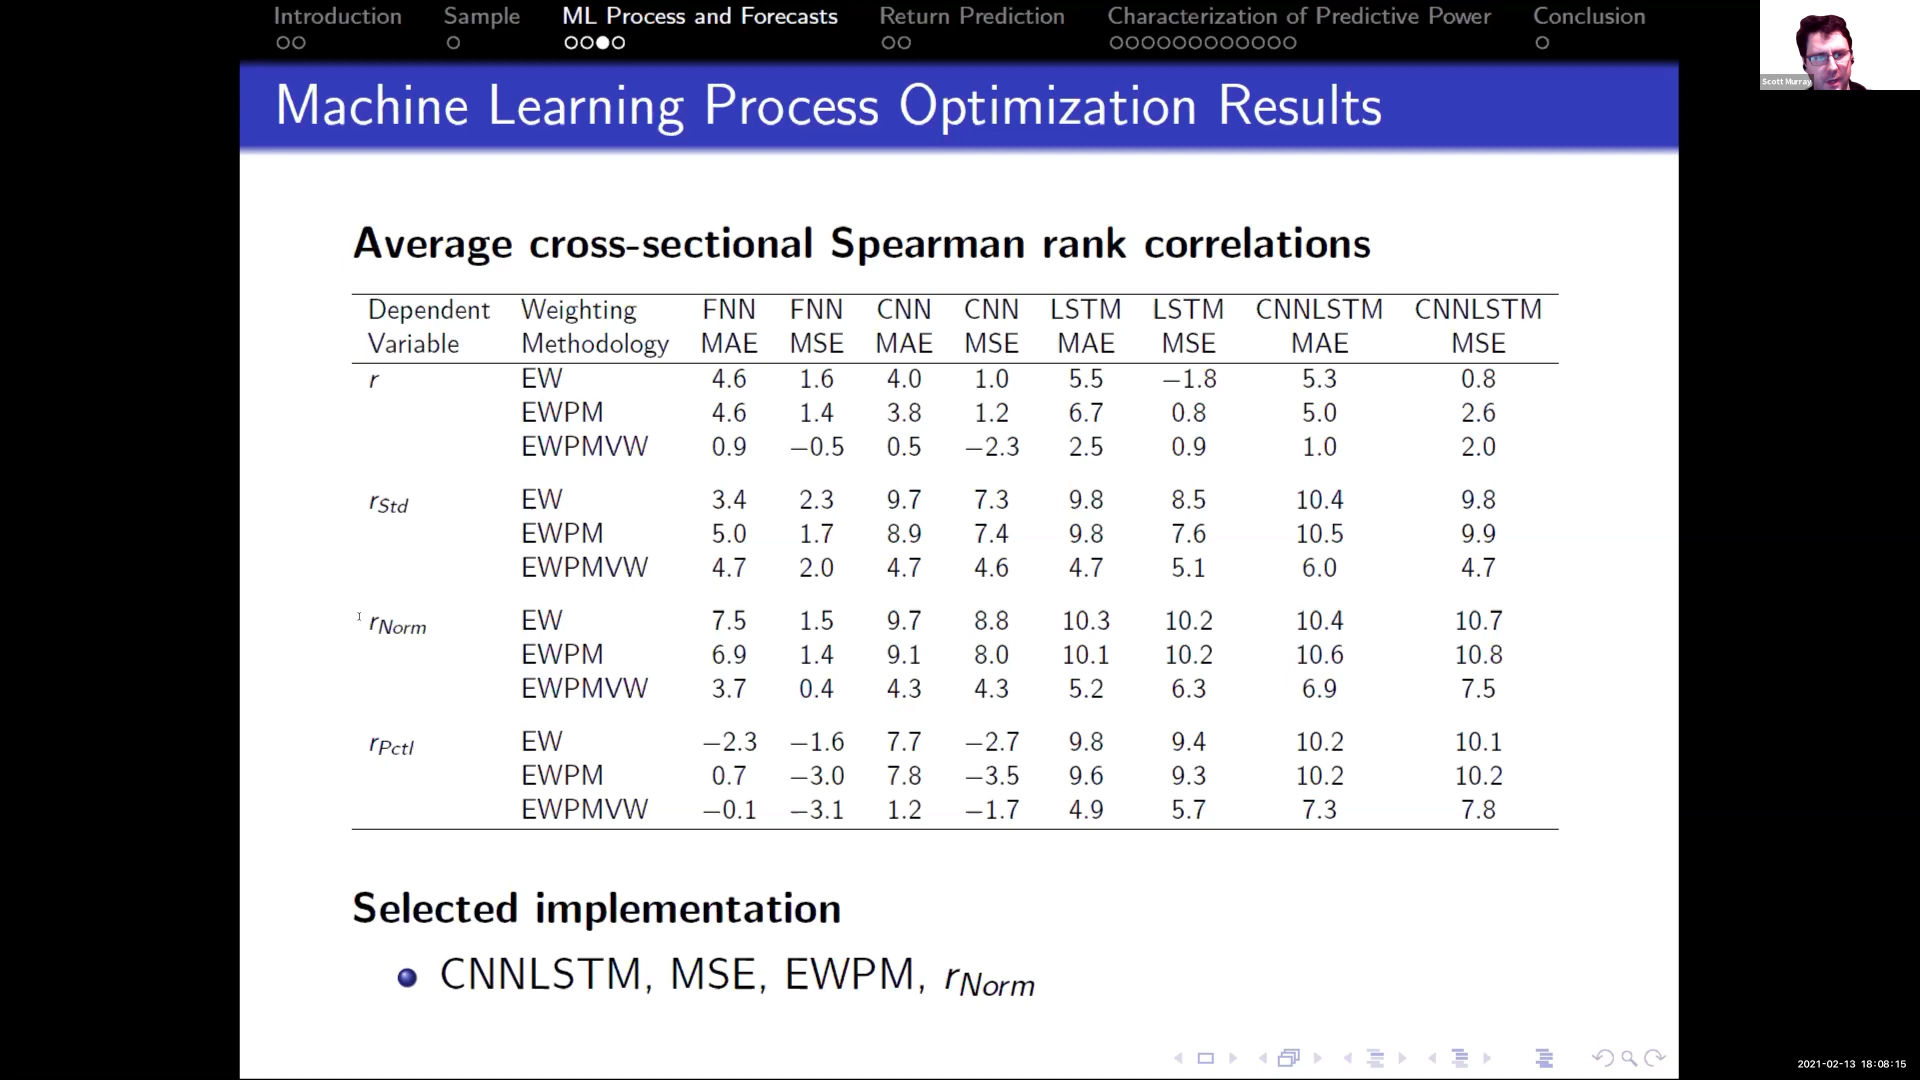 Introduction Sample ML Process and Forecasts Return Prediction Characterization of Predictive Power Conclusion
Scott Murray
Machine Learning Process Optimization Results
Average cross-sectional Spearman rank correlations
Dependent Weighting FNN FNN CNN CNN LSTM LSTM CNNLSTM CNNLSTM
Variable Methodology MAE MSE MAE MSE MAE MSE MAE MSE
r EW 4.6 1.6 4.0 1.0 5.5 −1.8 5.3 0.8
EWPM 4.6 1.4 3.8 1.2 6.7 0.8 5.0 2.6
EWPMVW 0.9 −0.5 0.5 −2.3 2.5 0.9 1.0 2.0
rStd EW 3.4 2.3 9.7 7.3 9.8 8.5 10.4 9.8
EWPM 5.0 1.7 8.9 7.4 9.8 7.6 10.5 9.9
EWPMVW 4.7 2.0 4.7 4.6 4.7 5.1 6.0 4.7
rNorm EW 7.5 1.5 9.7 8.8 10.3 10.2 10.4 10.7
EWPM 6.9 1.4 9.1 8.0 10.1 10.2 10.6 10.8
EWPMVW 3.7 0.4 4.3 4.3 5.2 6.3 6.9 7.5
rPctl EW −2.3 −1.6 7.7 −2.7 9.8 9.4 10.2 10.1
EWPM 0.7 −3.0 7.8 −3.5 9.6 9.3 10.2 10.2
EWPMVW −0.1 −3.1 1.2 −1.7 4.9 5.7 7.3 7.8
Selected implementation
CNNLSTM, MSE, EWPM, rNorm
2021-02-13 18:08:15